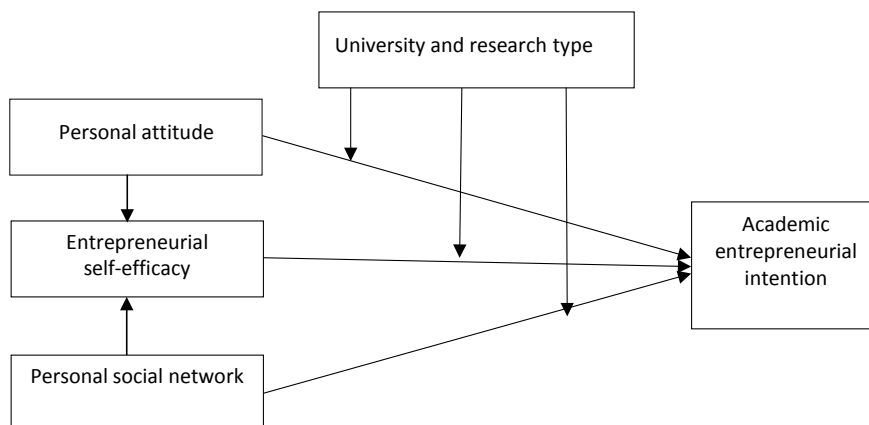 University and research type
Personal attitude
Entrepreneurial
self-efficacy
Academic
entrepreneurial
intention
Personal social network